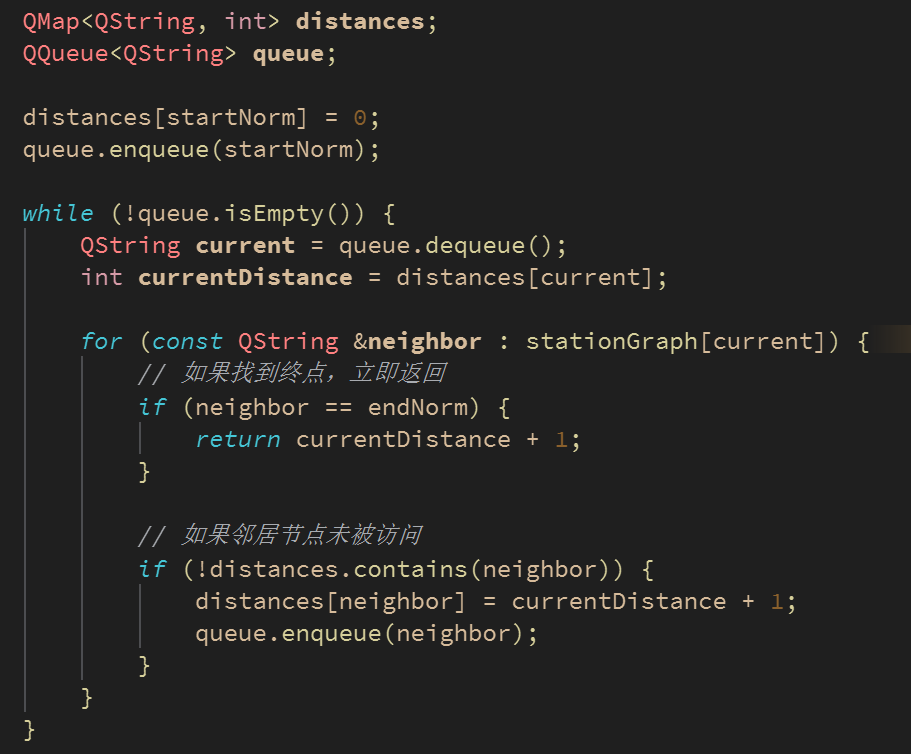 QMap<QString, int> distances;
QQueue<QString> queue;
distances[startNorm] = 0;
queue.enqueue(startNorm);
while (!queue.isEmpty()) {
QString current = queue.dequeue();
int currentDistance = distances[current];
for (const QString &neighbor : stationGraph[current]) {
// 如果找到终点，立即返回
if (neighbor == endNorm) {
return currentDistance + 1;
}
// 如果邻居节点未被访问
if (!distances.contains(neighbor)) {
distances[neighbor] = currentDistance + 1;
queue.enqueue(neighbor);
}
}
}